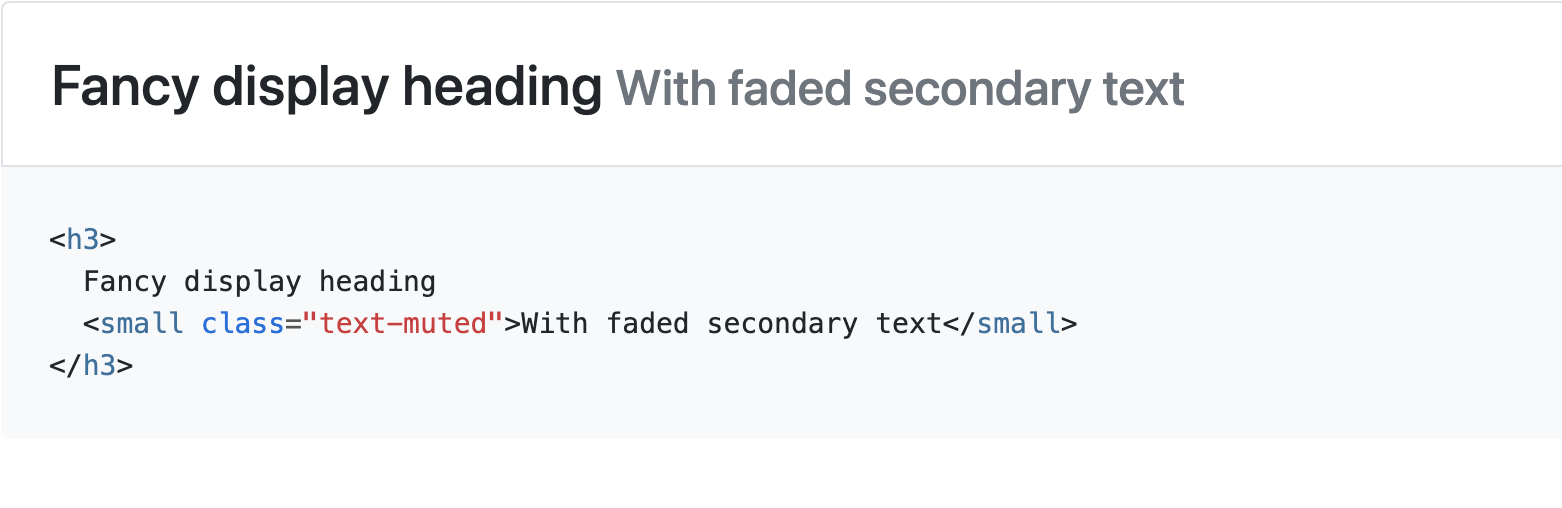 Fancy display heading With faded secondary text
<h3>
  Fancy display heading
  <small class="text-muted">With faded secondary text</small>
</h3>